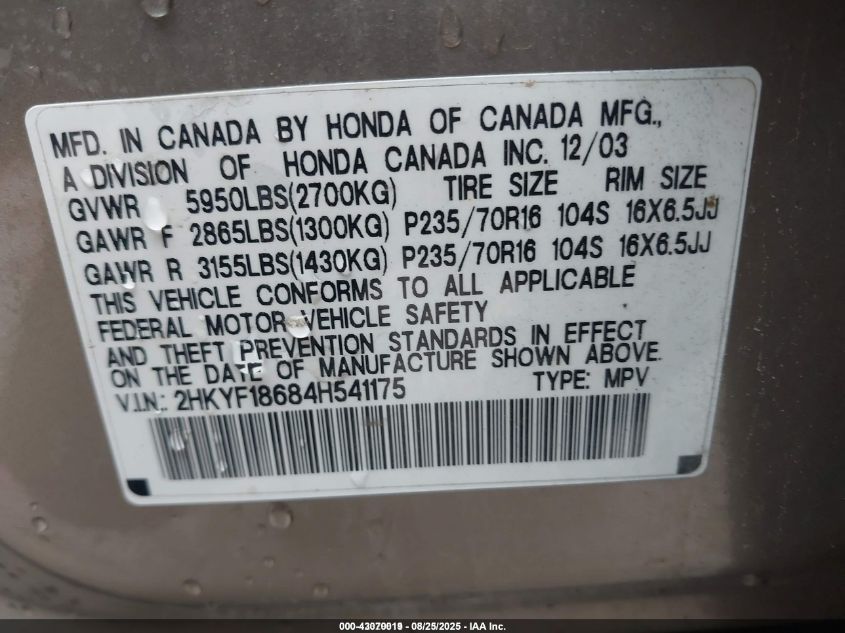 MFD. IN CANADA BY HONDA OF CANADA MFG.,
A DIVISION OF HONDA CANADA INC. 12/03
GVWR 5950LBS(2700KG) TIRE SIZE RIM SIZE
GAWR F 2865LBS(1300KG) P235/70R16 104S 16X6.5JJ
GAWR R 3155LBS(1430KG) P235/70R16 104S 16X6.5JJ
THIS VEHICLE CONFORMS TO ALL APPLICABLE
FEDERAL MOTOR VEHICLE SAFETY
AND THEFT PREVENTION STANDARDS IN EFFECT
ON THE DATE OF MANUFACTURE SHOWN ABOVE.
V.I.N.: 2HKYF18684H541175 TYPE: MPV
000-43070019 - 08/25/2025 - IAA Inc.